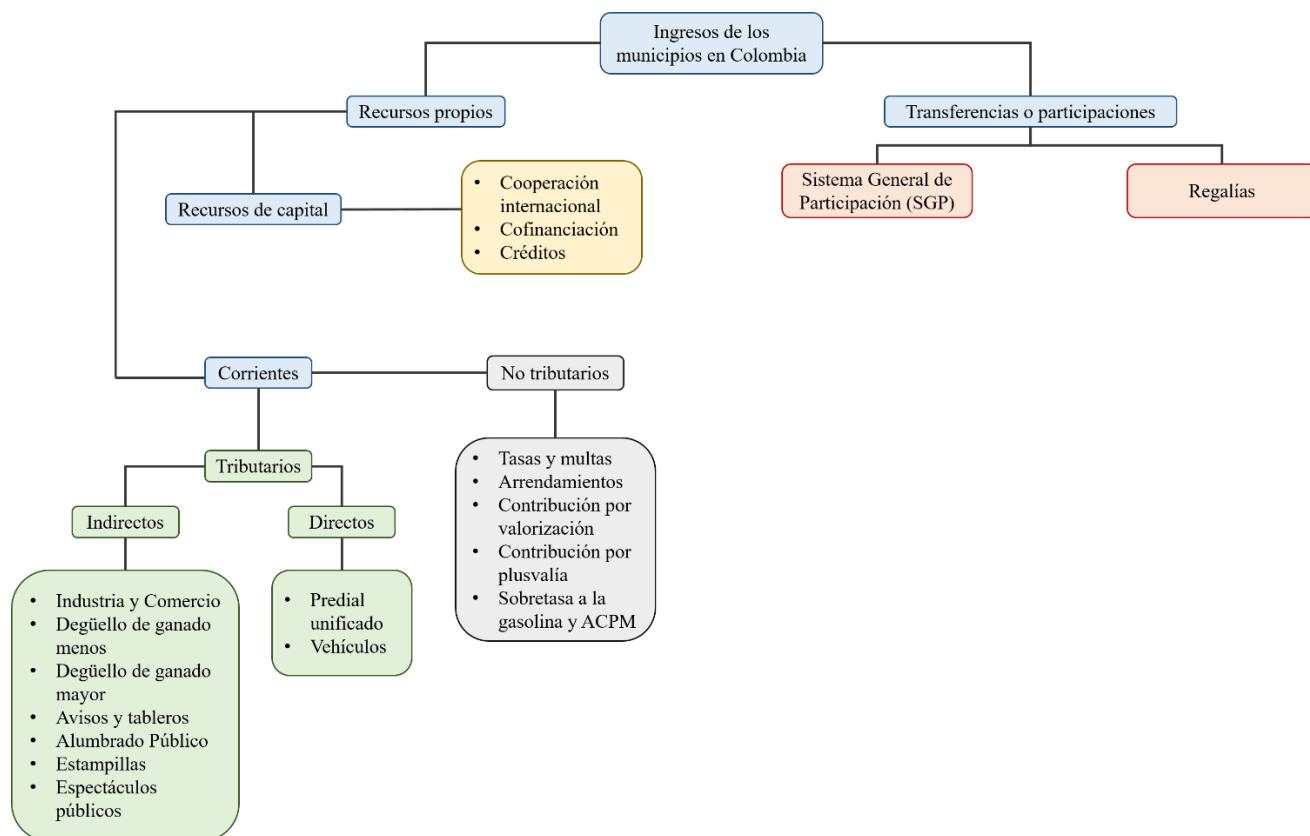 Ingresos de los
municipios en Colombia
Recursos propios
Transferencias o participaciones
Recursos de capital
• Cooperación
internacional
• Cofinanciación
• Créditos
Sistema General de
Participación (SGP)
Regalías
Corrientes
No tributarios
Tributarios
Indirectos
Directos
• Tasas y multas
• Arrendamientos
• Contribución por
valorización
• Contribución por
plusvalía
• Sobretasa a la
gasolina y ACPM
• Industria y Comercio
• Degüello de ganado
menos
• Degüello de ganado
mayor
• Avisos y tableros
• Alumbrado Público
• Estampillas
• Espectáculos
públicos
• Predial
unificado
• Vehículos